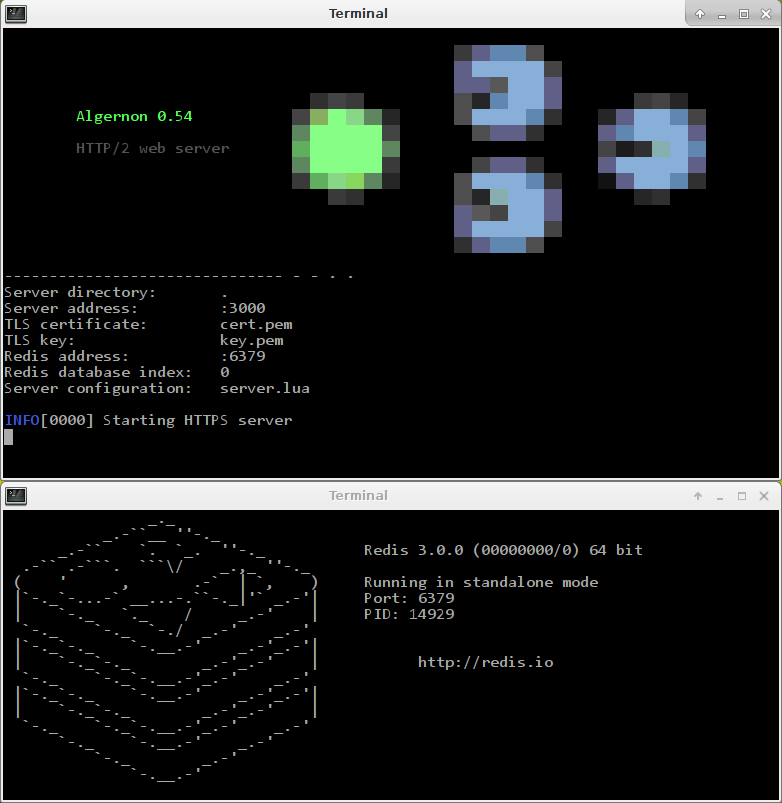 Terminal
Algernon 0.54
HTTP/2 web server
------------------------------- - - · ·
Server directory: .
Server address: :3000
TLS certificate: cert.pem
TLS key: key.pem
Redis address: :6379
Redis database index: 0
Server configuration: server.lua
INFO[0000] Starting HTTPS server
Terminal
Redis 3.0.0 (00000000/0) 64 bit
Running in standalone mode
Port: 6379
PID: 14929
http://redis.io